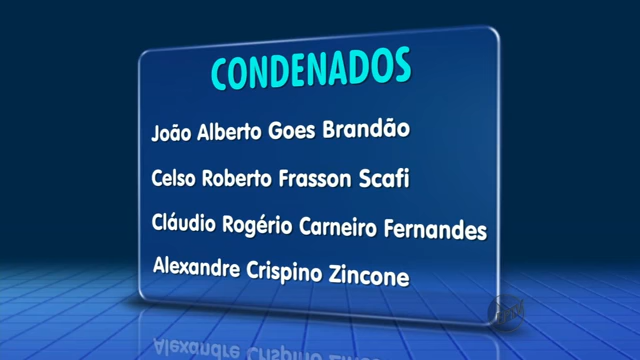 CONDENADOS
João Alberto Goes Brandão
Celso Roberto Frasson Scafi
Cláudio Rogério Carneiro Fernandes
Alexandre Crispino Zincone